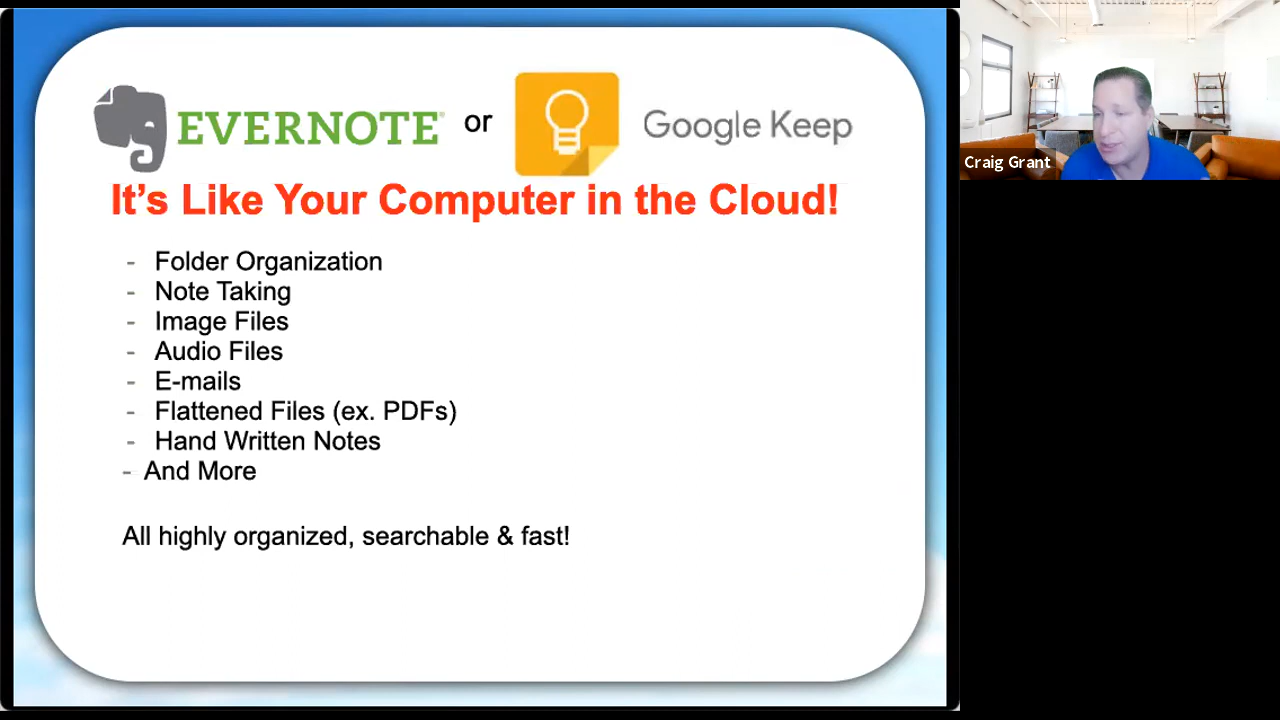 EVERNOTE® or Google Keep
It's Like Your Computer in the Cloud!
- Folder Organization
- Note Taking
- Image Files
- Audio Files
- E-mails
- Flattened Files (ex. PDFs)
- Hand Written Notes
- And More
All highly organized, searchable & fast!
Craig Grant